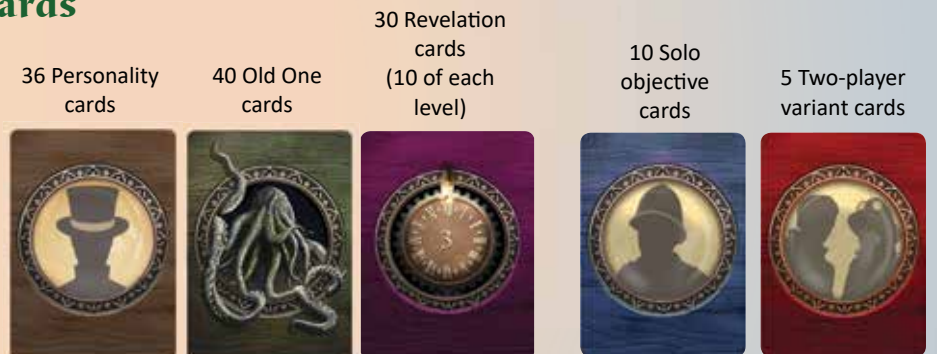 ards
36 Personality
cards
40 Old One
cards
30 Revelation
cards
(10 of each
level)
3
10 Solo
objective
cards
5 Two-player
variant cards